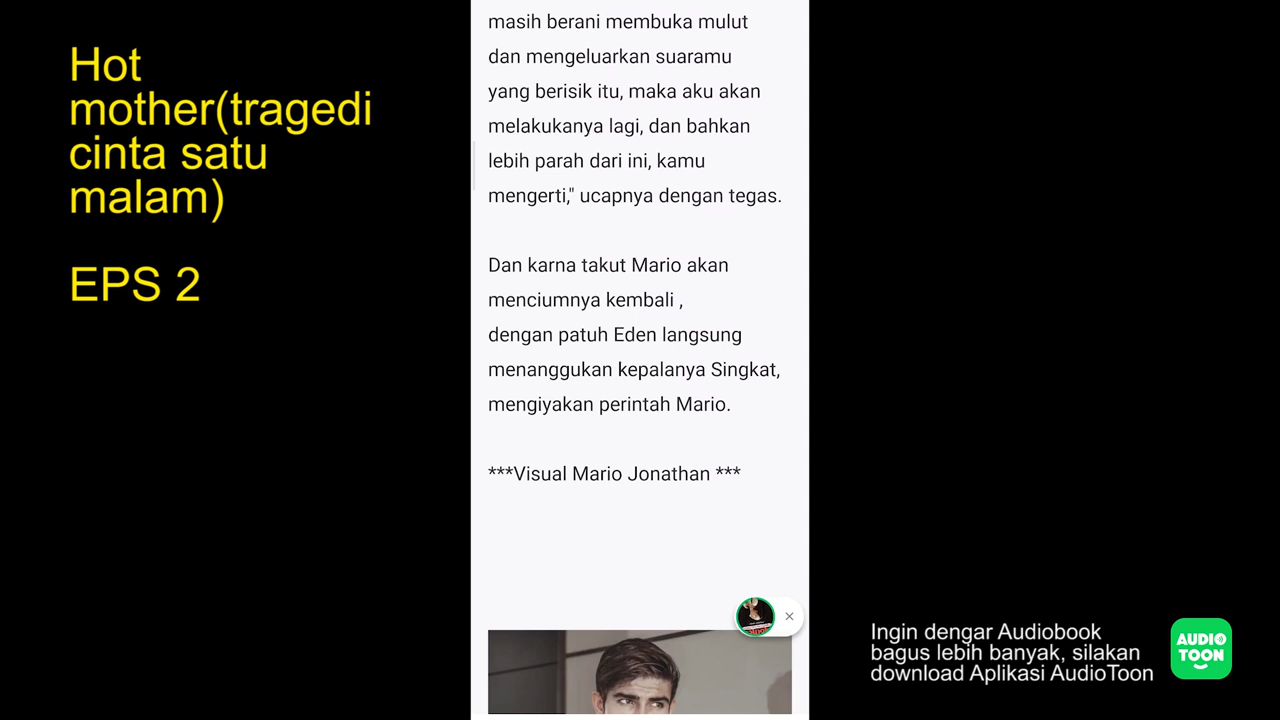 Hot
mother(tragedi
cinta satu
malam)
EPS 2
masih berani membuka mulut
dan mengeluarkan suaramu
yang berisik itu, maka aku akan
melakukanya lagi, dan bahkan
lebih parah dari ini, kamu
mengerti," ucapnya dengan tegas.
Dan karna takut Mario akan
menciumnya kembali ,
dengan patuh Eden langsung
menanggukan kepalanya Singkat,
mengiyakan perintah Mario.
***Visual Mario Jonathan ***
Ingin dengar Audiobook
bagus lebih banyak, silakan
download Aplikasi AudioToon
AUDIO
TOON